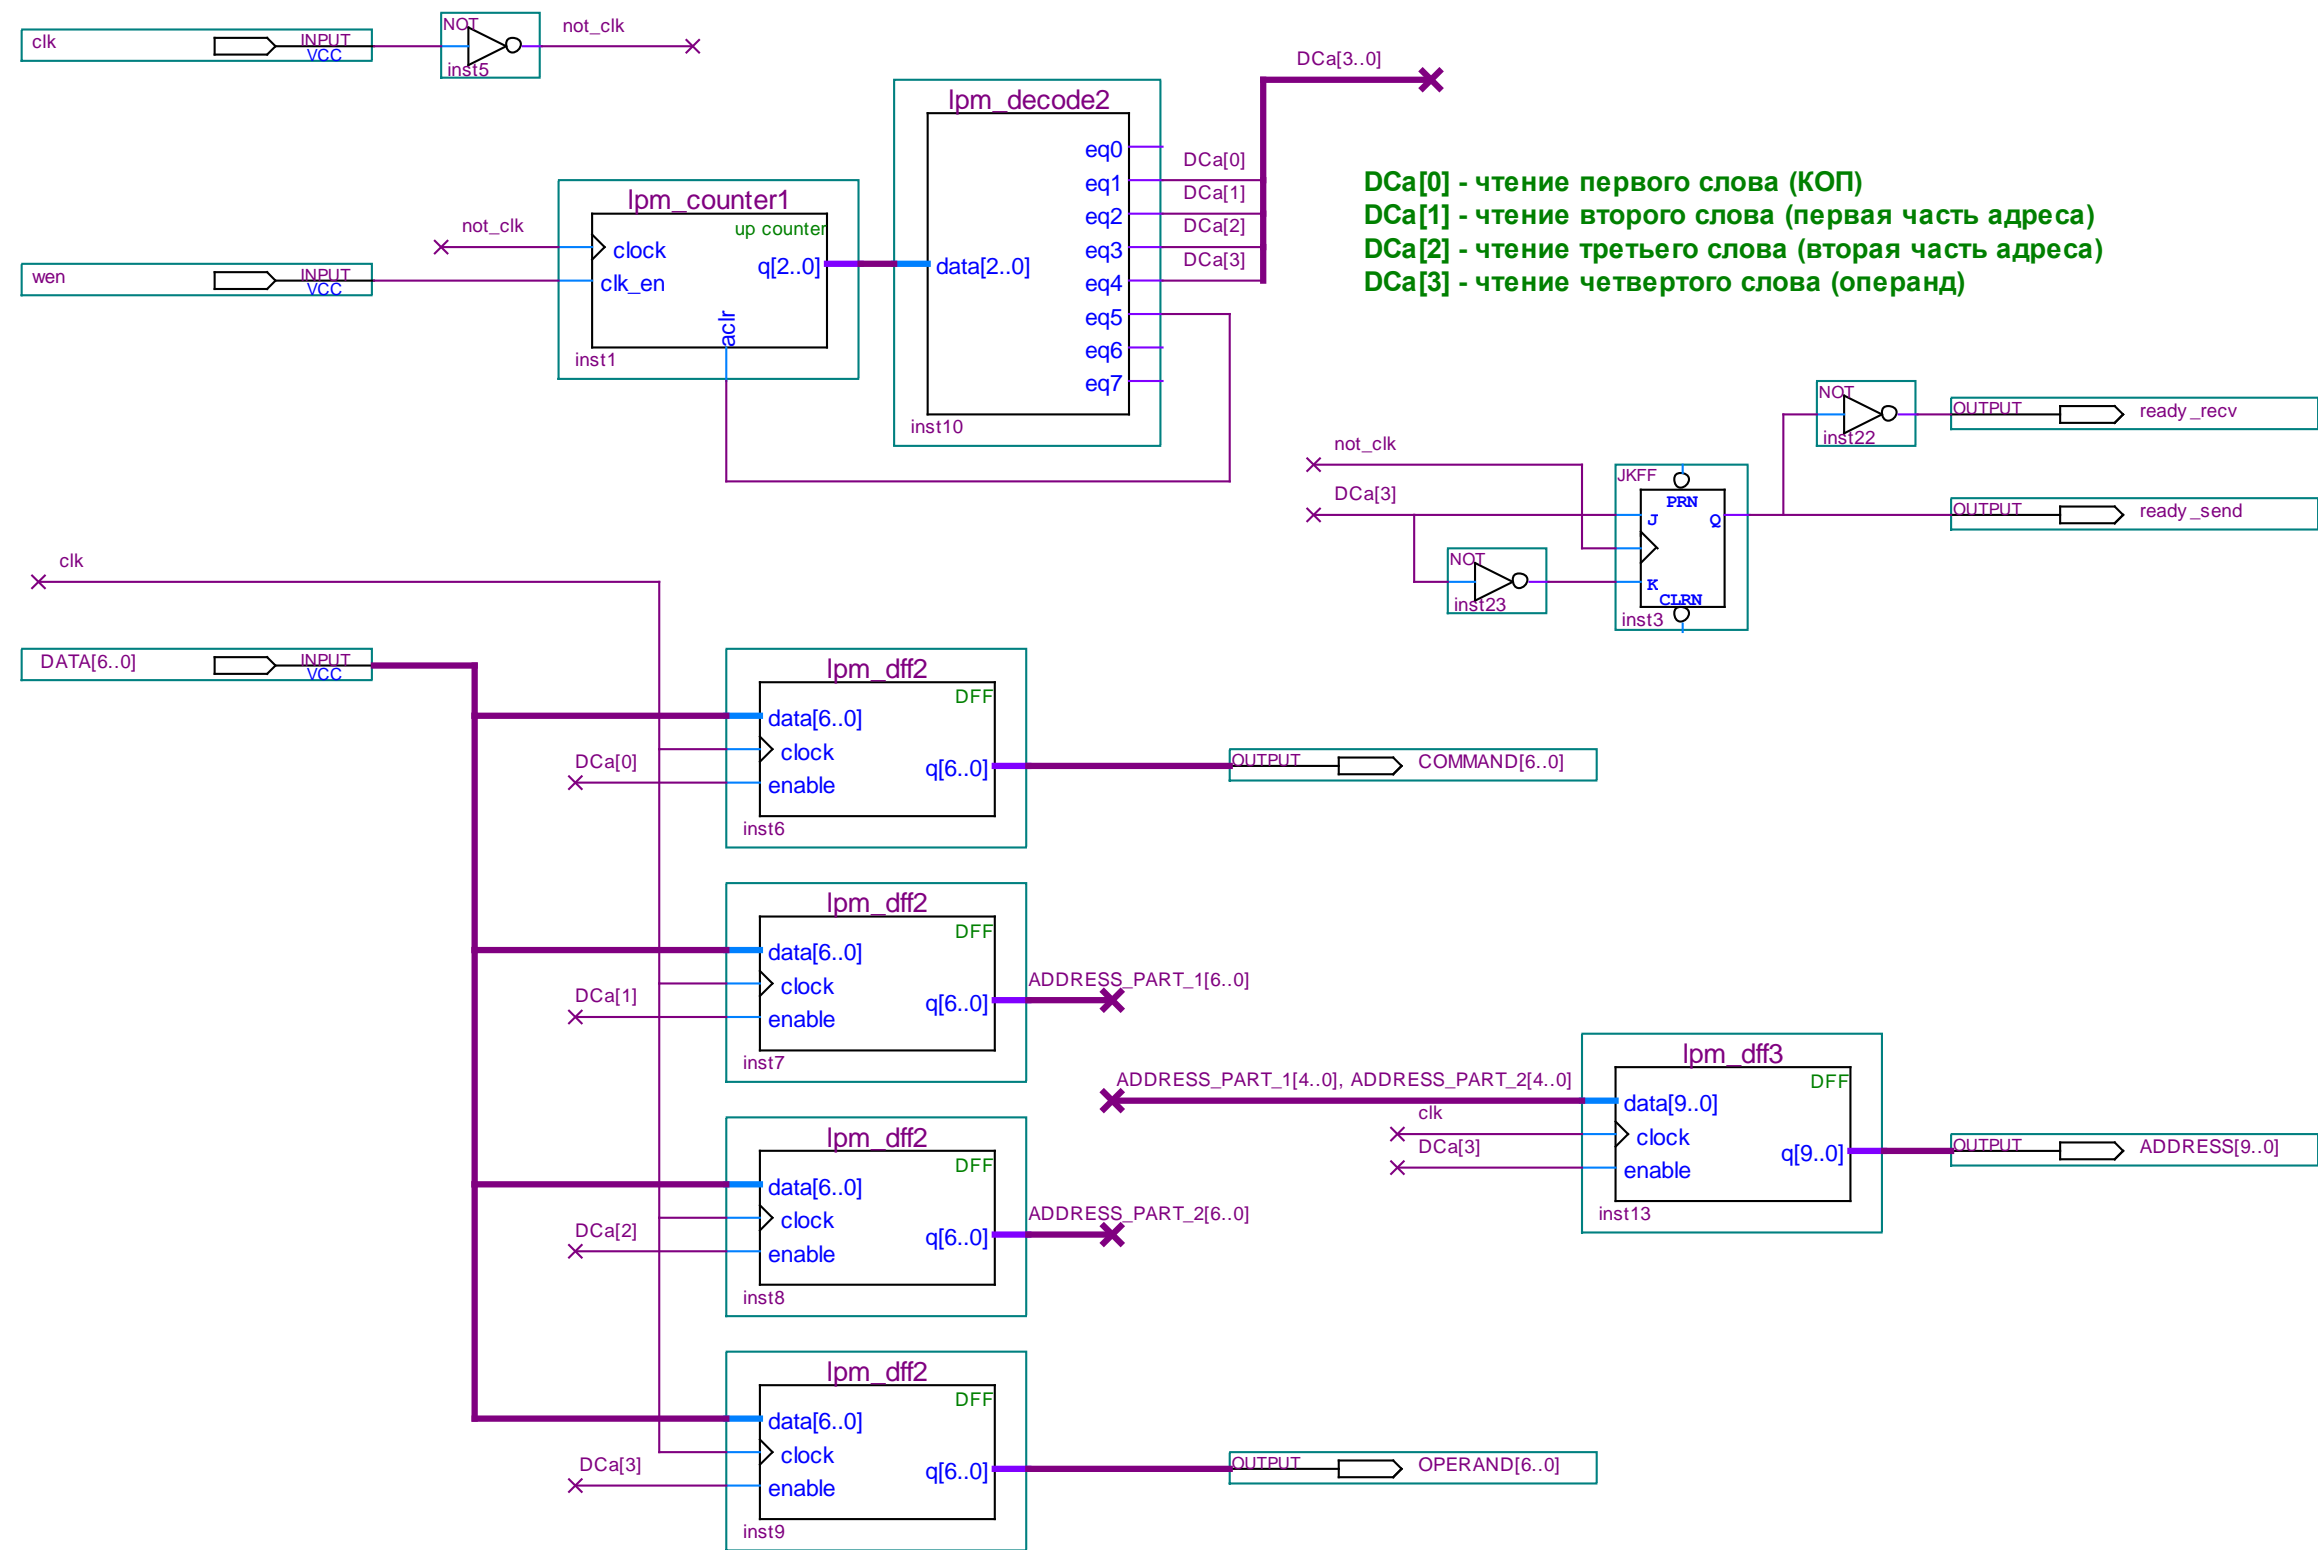 clk
INPUT
VCC
NOT
inst5
not_clk
DCa[3..0]
lpm_decode2
eq0
eq1
eq2
eq3
eq4
eq5
eq6
eq7
data[2..0]
inst10
DCa[0]
DCa[1]
DCa[2]
DCa[3]
DCa[0] - чтение первого слова (КОП)
DCa[1] - чтение второго слова (первая часть адреса)
DCa[2] - чтение третьего слова (вторая часть адреса)
DCa[3] - чтение четвертого слова (операнд)
lpm_counter1
up counter
not_clk
clock
q[2..0]
wen
INPUT
VCC
clk_en
aclr
inst1
NOT
inst22
OUTPUT
ready_recv
not_clk
DCa[3]
JKFF
PRN
J
Q
K
CLRN
inst3
OUTPUT
ready_send
NOT
inst23
clk
DATA[6..0]
INPUT
VCC
lpm_dff2
DFF
data[6..0]
clock
q[6..0]
enable
DCa[0]
inst6
OUTPUT
COMMAND[6..0]
lpm_dff2
DFF
data[6..0]
clock
q[6..0]
enable
DCa[1]
inst7
ADDRESS_PART_1[6..0]
lpm_dff3
DFF
ADDRESS_PART_1[4..0], ADDRESS_PART_2[4..0]
data[9..0]
clk
clock
DCa[3]
q[9..0]
enable
inst13
OUTPUT
ADDRESS[9..0]
lpm_dff2
DFF
data[6..0]
clock
q[6..0]
enable
DCa[2]
inst8
ADDRESS_PART_2[6..0]
lpm_dff2
DFF
data[6..0]
clock
q[6..0]
enable
DCa[3]
inst9
OUTPUT
OPERAND[6..0]